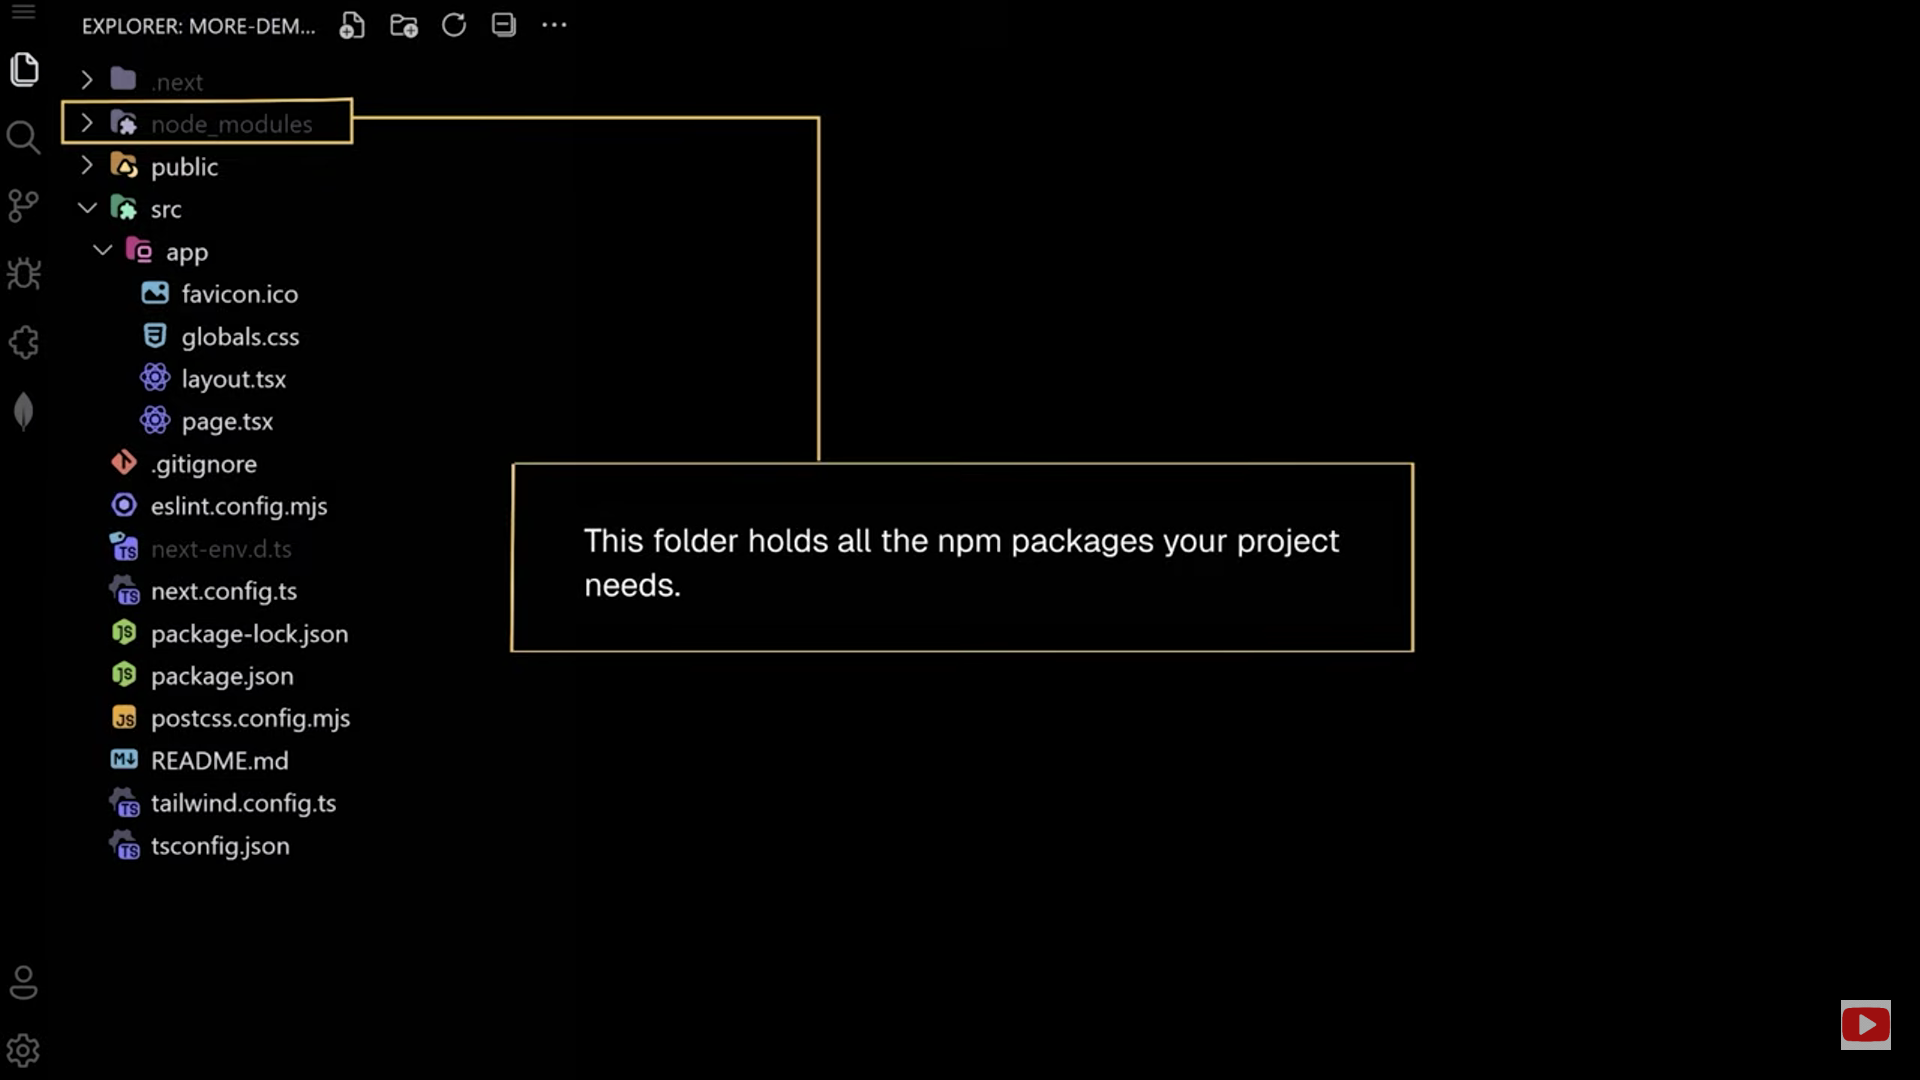 EXPLORER: MORE-DEM...
.next
node_modules
public
src
app
favicon.ico
globals.css
layout.tsx
page.tsx
.gitignore
eslint.config.mjs
next-env.d.ts
next.config.ts
package-lock.json
package.json
postcss.config.mjs
README.md
tailwind.config.ts
tsconfig.json
This folder holds all the npm packages your project
needs.